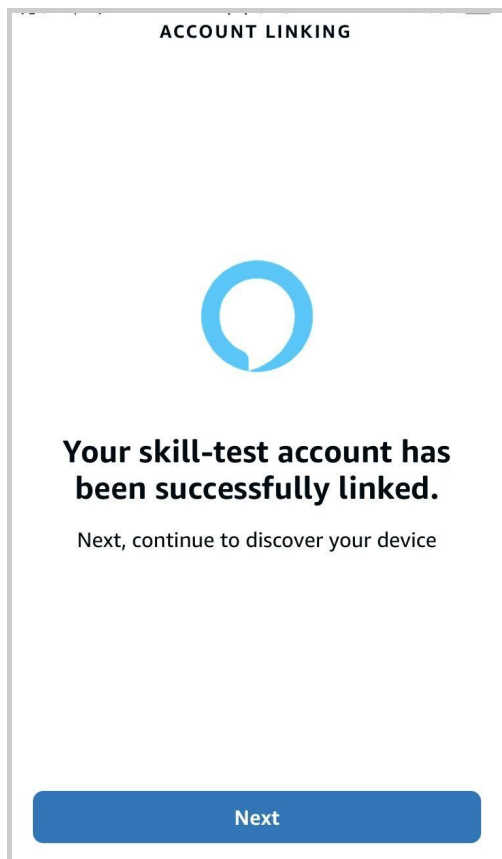 ACCOUNT LINKING
Your skill-test account has
been successfully linked.
Next, continue to discover your device
Next